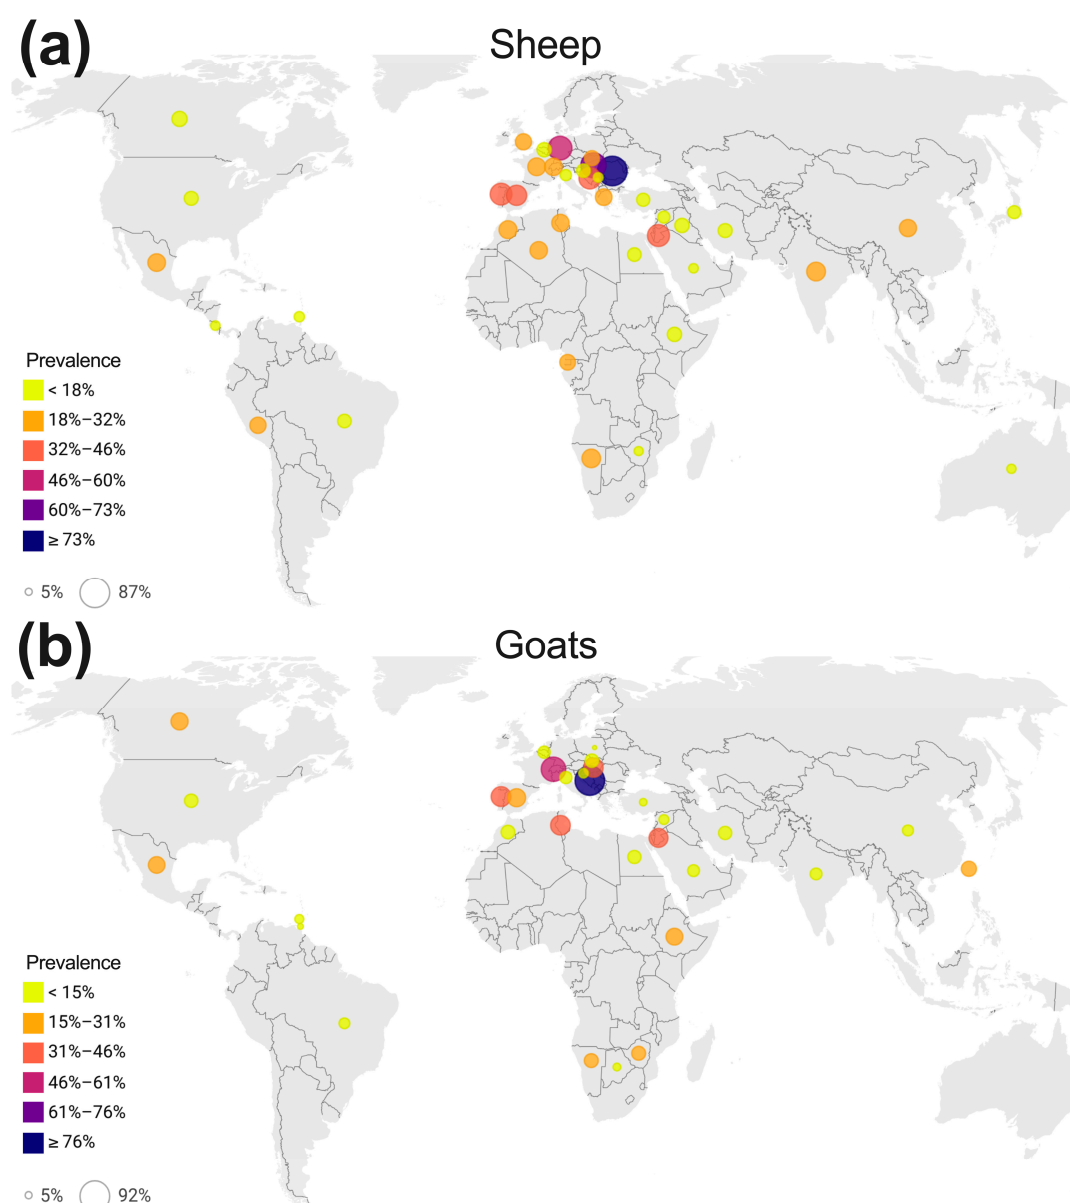 (a)
Sheep
Prevalence
< 18%
18%–32%
32%–46%
46%–60%
60%–73%
≥ 73%
5% 87%
(b)
Goats
Prevalence
< 15%
15%–31%
31%–46%
46%–61%
61%–76%
≥ 76%
5% 92%